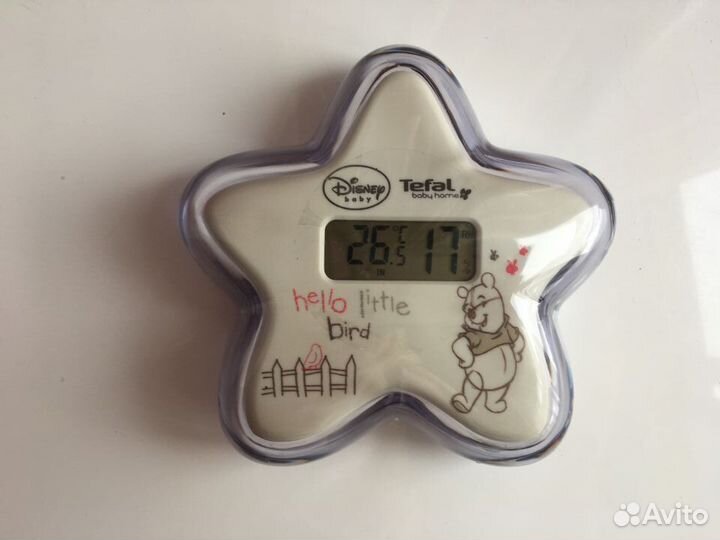 Disney Tefal
baby baby home
26.5 °C 17
IN
hello little
bird
Avito